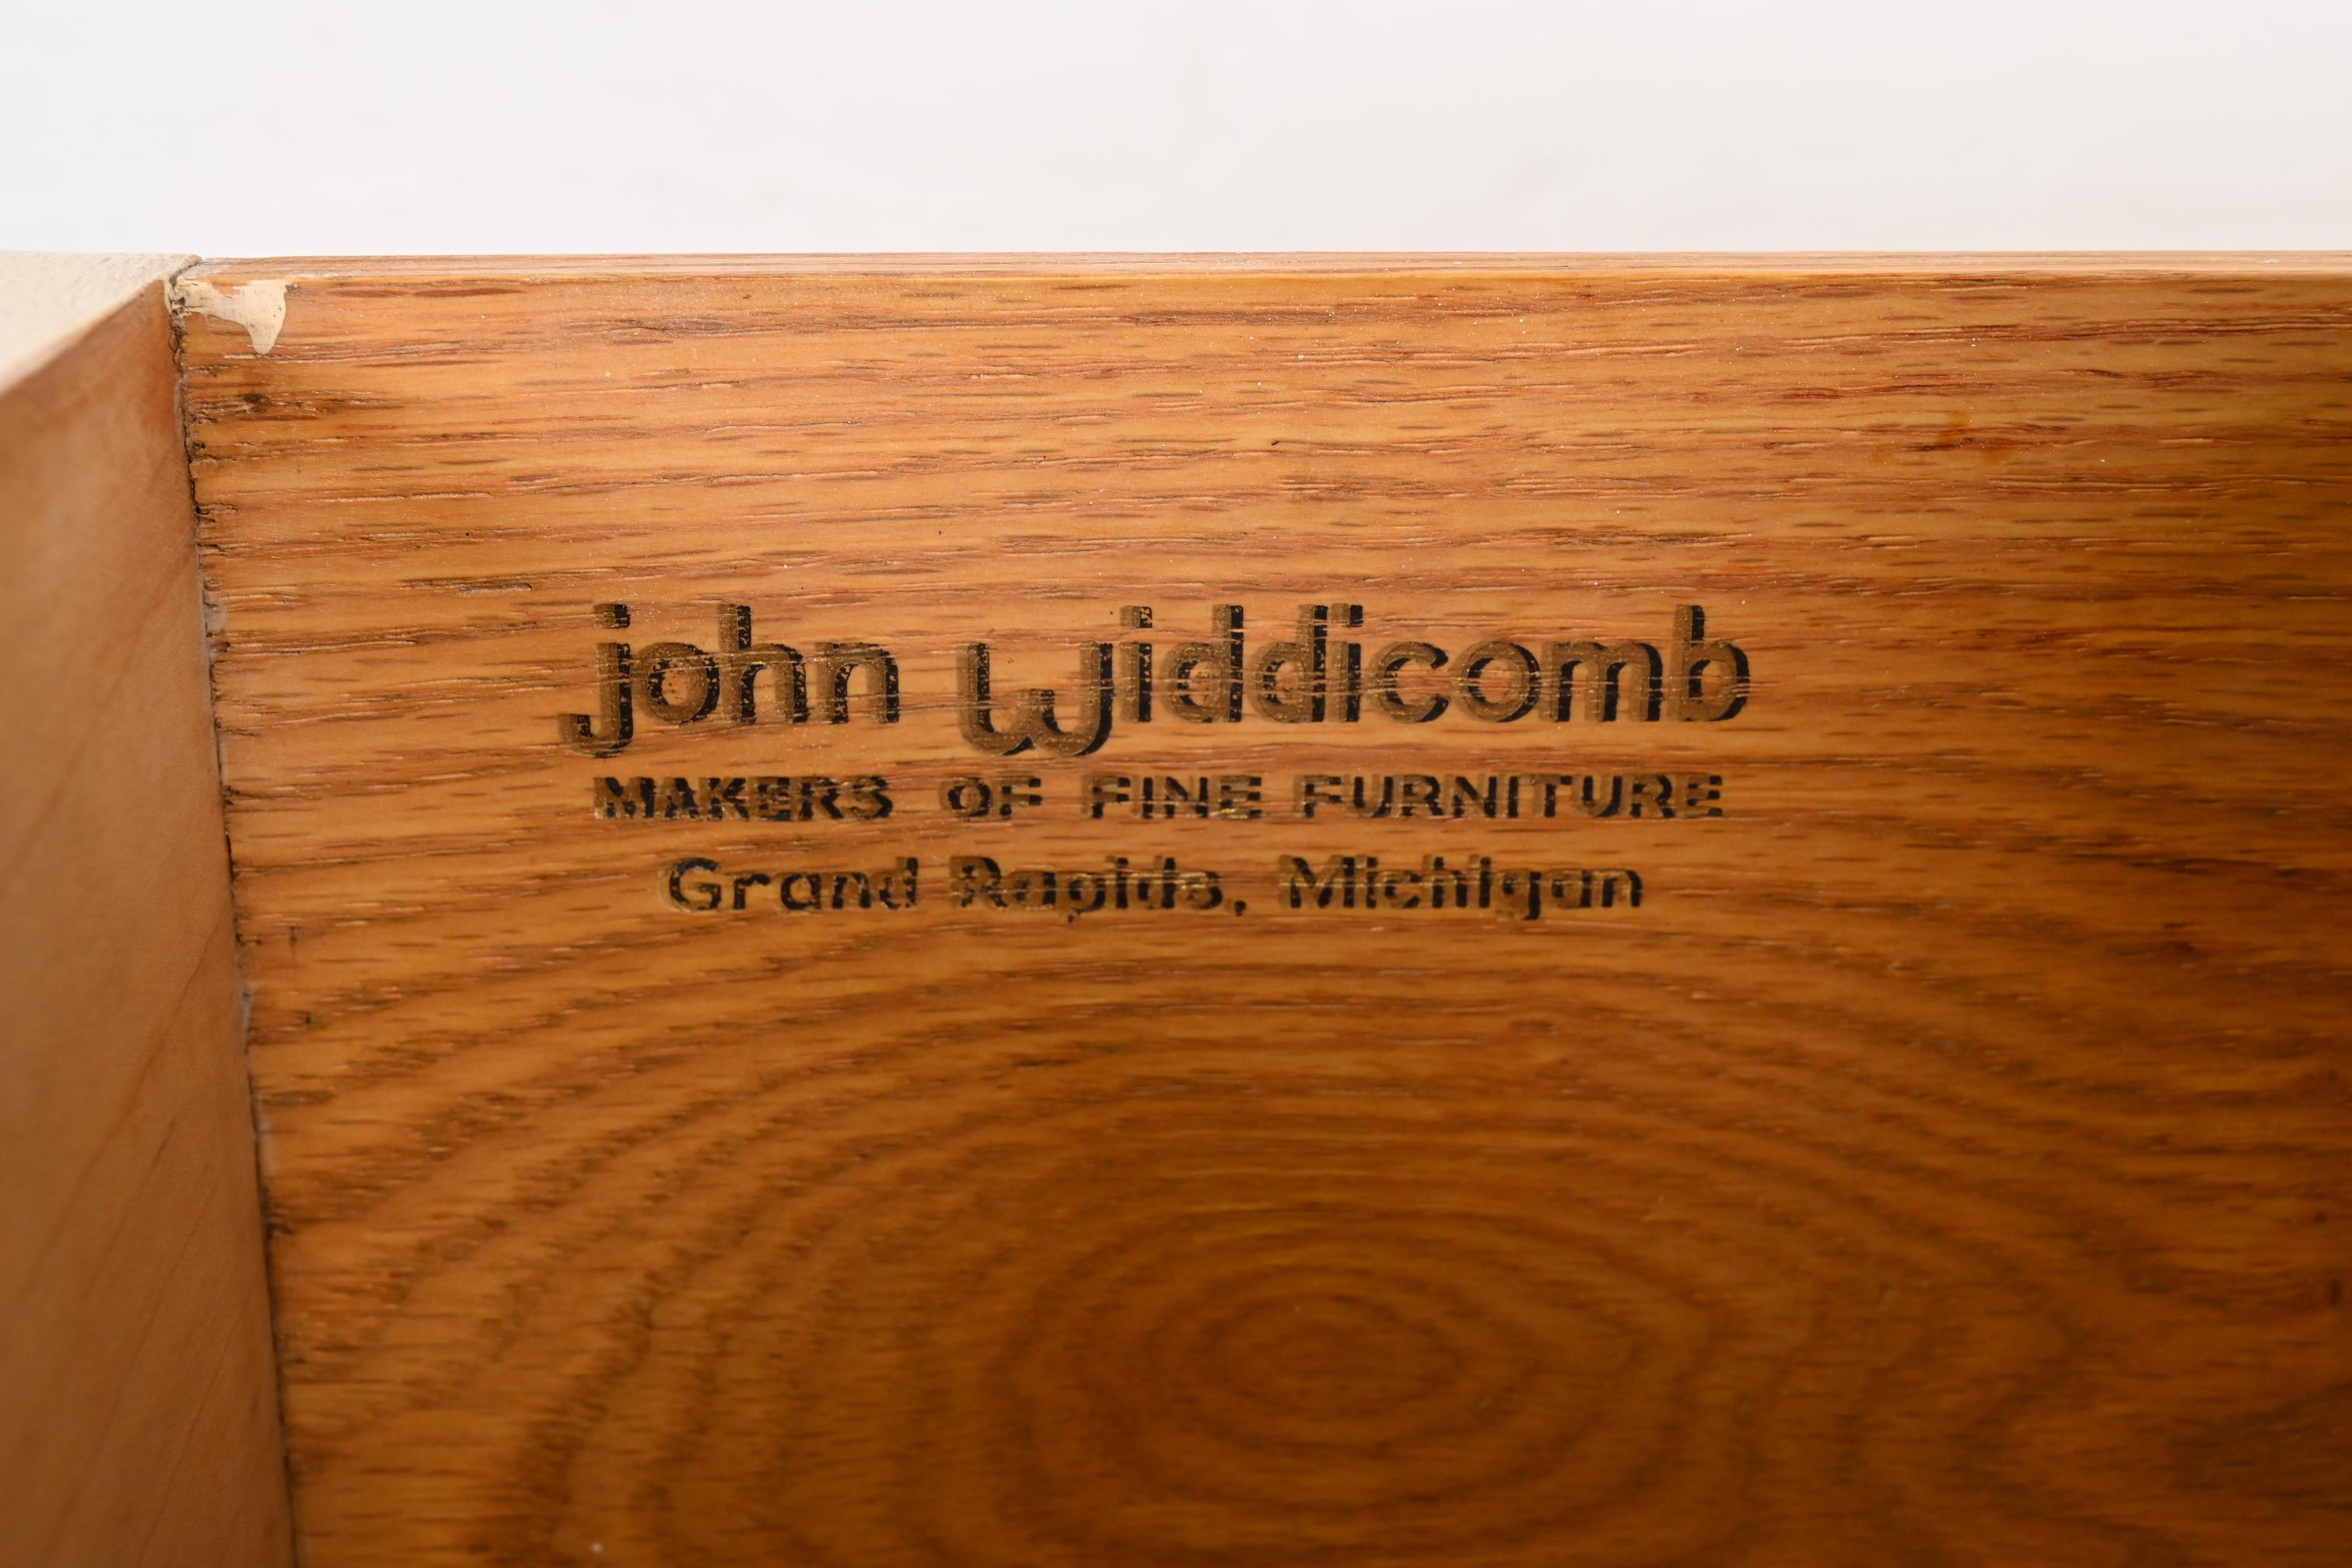 john Widdicomb
MAKERS OF FINE FURNITURE
Grand Rapids, Michigan